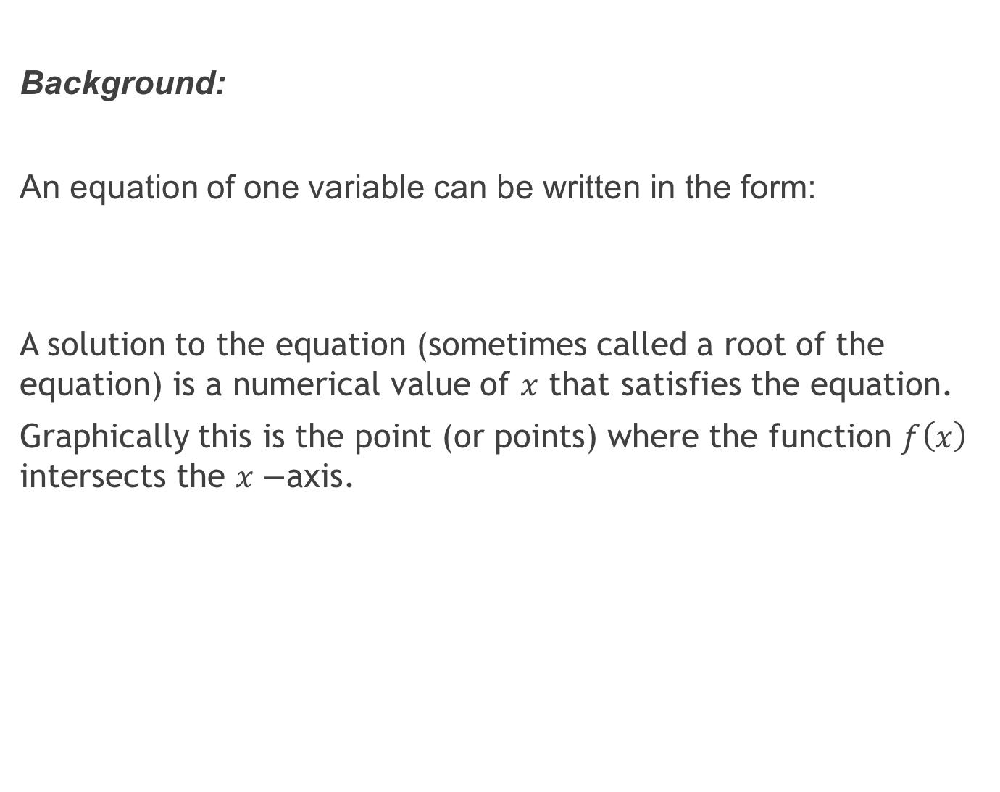 Background:
An equation of one variable can be written in the form:
A solution to the equation (sometimes called a root of the
equation) is a numerical value of 𝑥 that satisfies the equation.
Graphically this is the point (or points) where the function 𝑓(𝑥)
intersects the 𝑥 −axis.